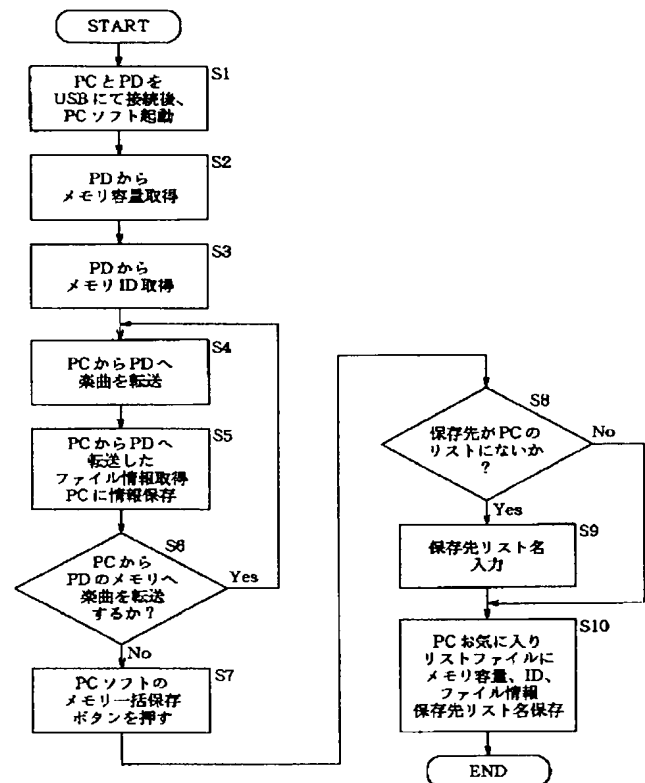 START
S1
PCとPDを
USBにて接続後、
PCソフト起動
S2
PDから
メモリ容量取得
S3
PDから
メモリID取得
S4
PCからPDへ
楽曲を転送
S5
PCからPDへ
転送した
ファイル情報取得
PCに情報保存
S6
PCから
PDのメモリへ
楽曲を転送
するか?
Yes
No
S7
PCソフトの
メモリ一括保存
ボタンを押す
S8
保存先がPCの
リストにないか
?
No
Yes
S9
保存先リスト名
入力
S10
PCお気に入り
リストファイルに
メモリ容量、ID、
ファイル情報
保存先リスト名保存
END